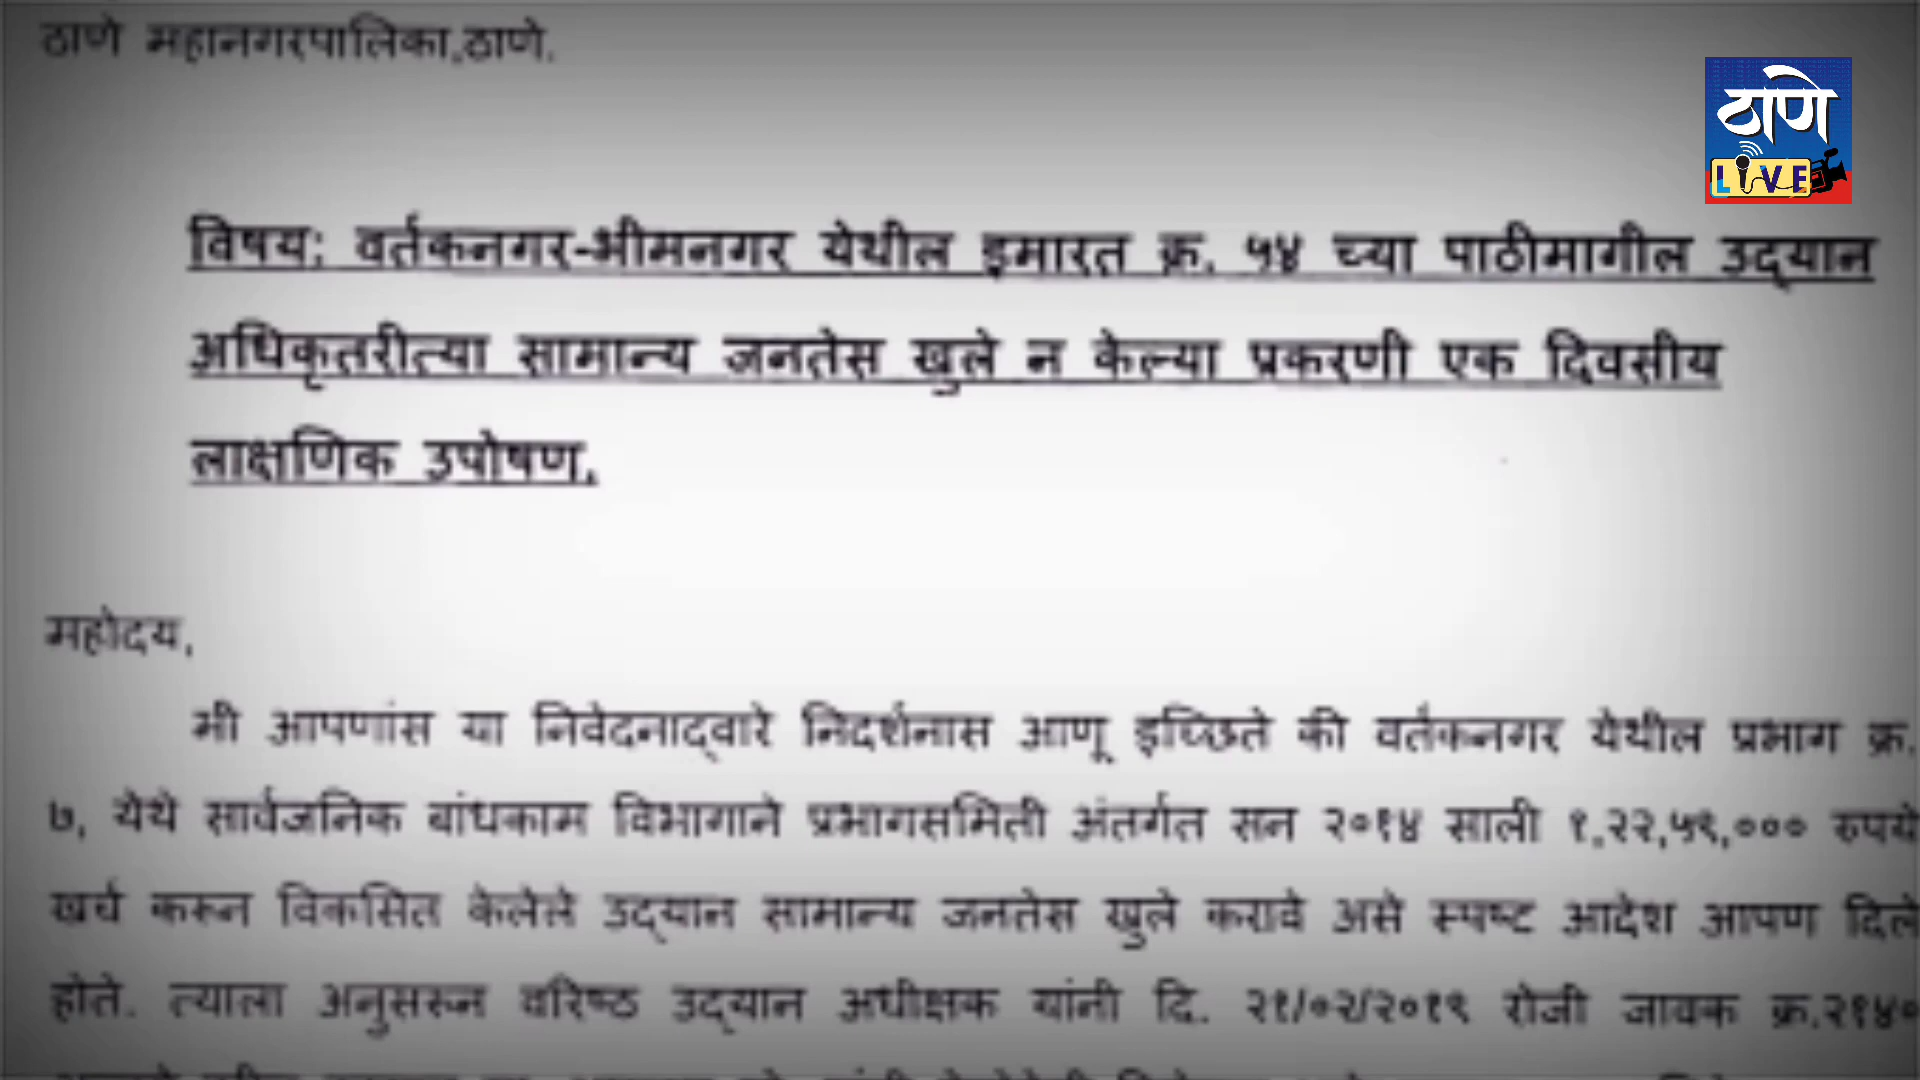 ठाणे महानगरपालिका,ठाणे.
ठाणे
LIVE
विषय: वर्तकनगर-भीमनगर येथील इमारत क्र. ५४ च्या पाठीमागील उद्यान
अधिकृतरीत्या सामान्य जनतेस खुले न केल्या प्रकरणी एक दिवसीय
लाक्षणिक उपोषण.
महोदय,
मी आपणांस या निवेदनाद्वारे निदर्शनास आणू इच्छिते की वर्तकनगर येथील प्रभाग क्र.
७, येथे सार्वजनिक बांधकाम विभागाने प्रभागसमिती अंतर्गत सन २०१४ साली १,२२,५९,००० रुपये
खर्च करून विकसित केलेले उद्यान सामान्य जनतेस खुले करावे असे स्पष्ट आदेश आपण दिले
होते. त्याला अनुसरून वरिष्ठ उद्यान अधीक्षक यांनी दि. २१/०२/२०१९ रोजी जावक क्र.२१४०